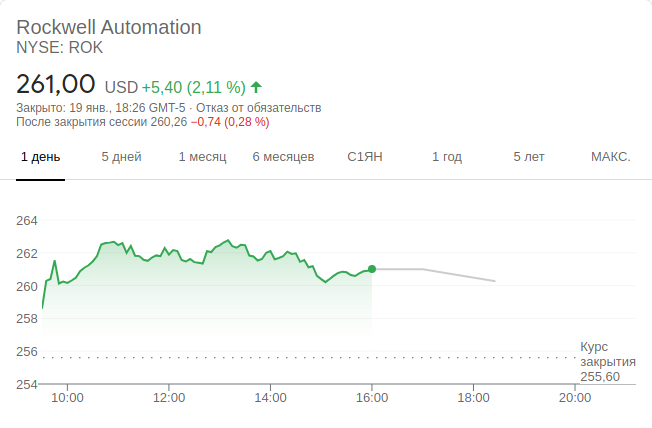 Rockwell Automation
NYSE: ROK
261,00 USD +5,40 (2,11 %)
Закрыто: 19 янв., 18:26 GMT-5 · Отказ от обязательств
После закрытия сессии 260,26 −0,74 (0,28 %)
1 день 5 дней 1 месяц 6 месяцев С1ЯН 1 год 5 лет МАКС.
264
262
260
258
256
254
Курс
закрытия
255,60
10:00 12:00 14:00 16:00 18:00 20:00